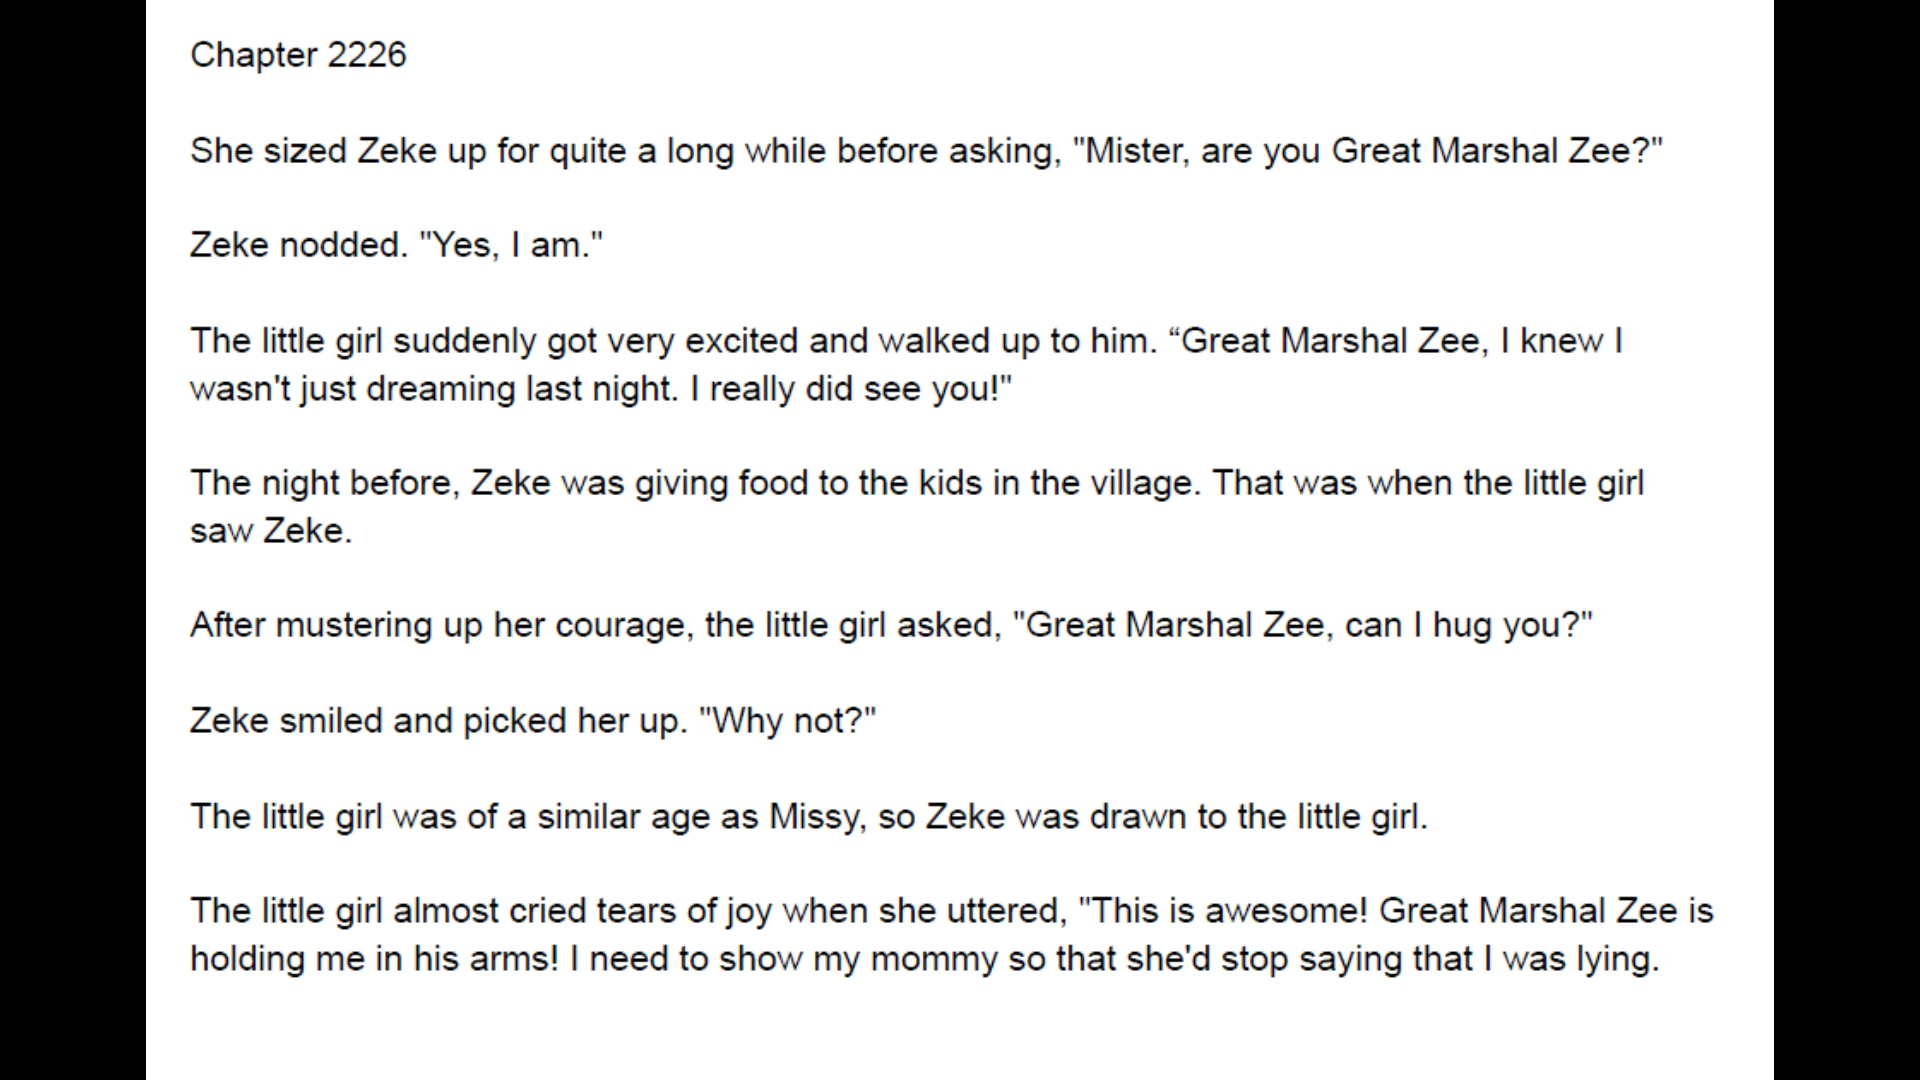 Chapter 2226
She sized Zeke up for quite a long while before asking, "Mister, are you Great Marshal Zee?"
Zeke nodded. "Yes, I am."
The little girl suddenly got very excited and walked up to him. “Great Marshal Zee, I knew I
wasn't just dreaming last night. I really did see you!"
The night before, Zeke was giving food to the kids in the village. That was when the little girl
saw Zeke.
After mustering up her courage, the little girl asked, "Great Marshal Zee, can I hug you?"
Zeke smiled and picked her up. "Why not?"
The little girl was of a similar age as Missy, so Zeke was drawn to the little girl.
The little girl almost cried tears of joy when she uttered, "This is awesome! Great Marshal Zee is
holding me in his arms! I need to show my mommy so that she'd stop saying that I was lying.